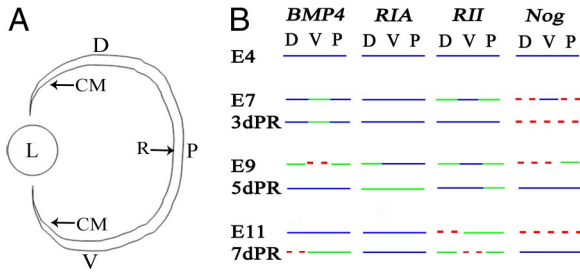 A
D
CM
L
R
P
CM
V
B
BMP4 RIA RII Nog
D V P D V P D V P D V P
E4
E7
3dPR
E9
5dPR
E11
7dPR